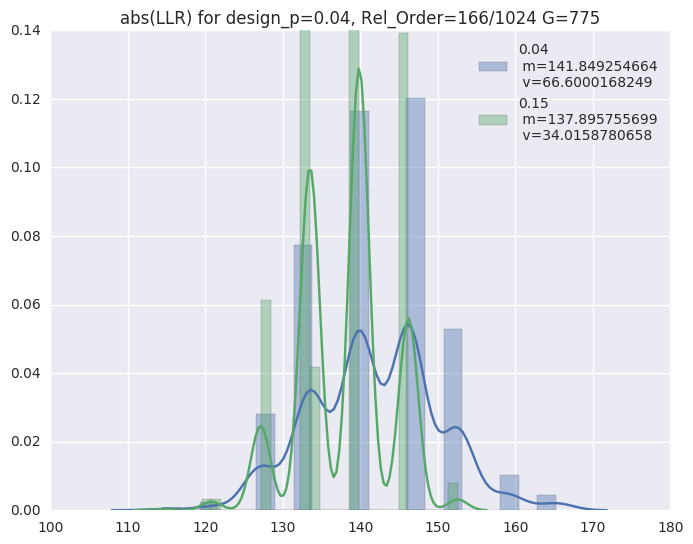 abs(LLR) for design_p=0.04, Rel_Order=166/1024 G=775
0.14
0.12
0.10
0.08
0.06
0.04
0.02
0.00
0.04
m=141.849254664
v=66.6000168249
0.15
m=137.895755699
v=34.0158780658
100 110 120 130 140 150 160 170 180